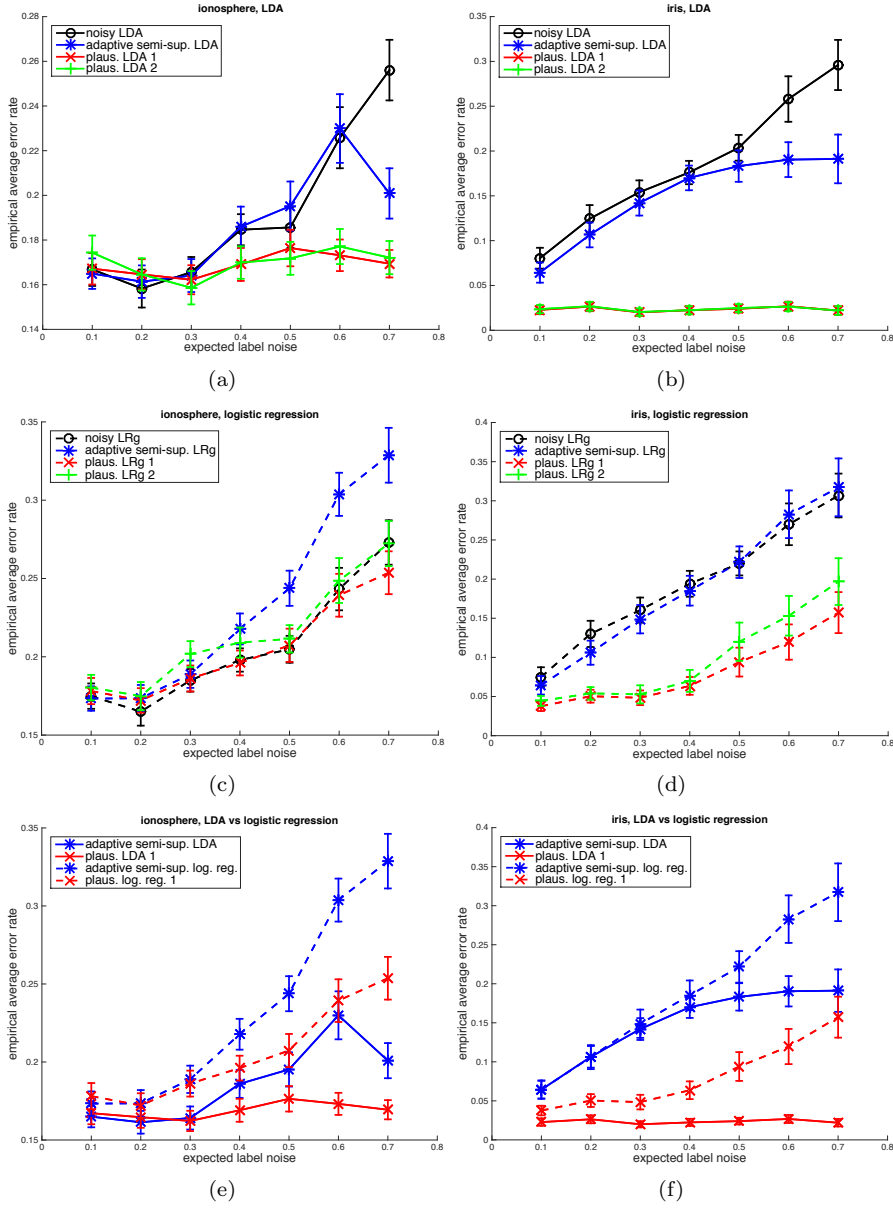 ionosphere, LDA
0.28
0.26
0.24
0.22
0.2
0.18
0.16
0.14
empirical average error rate
noisy LDA
adaptive semi-sup. LDA
plaus. LDA 1
plaus. LDA 2
0 0.1 0.2 0.3 0.4 0.5 0.6 0.7 0.8
expected label noise
(a)
iris, LDA
0.35
0.3
0.25
0.2
0.15
0.1
0.05
0
empirical average error rate
noisy LDA
adaptive semi-sup. LDA
plaus. LDA 1
plaus. LDA 2
0 0.1 0.2 0.3 0.4 0.5 0.6 0.7 0.8
expected label noise
(b)
ionosphere, logistic regression
0.35
0.3
0.25
0.2
0.15
empirical average error rate
noisy LRg
adaptive semi-sup. LRg
plaus. LRg 1
plaus. LRg 2
0 0.1 0.2 0.3 0.4 0.5 0.6 0.7 0.8
expected label noise
(c)
iris, logistic regression
0.4
0.35
0.3
0.25
0.2
0.15
0.1
0.05
0
empirical average error rate
noisy LRg
adaptive semi-sup. LRg
plaus. LRg 1
plaus. LRg 2
0 0.1 0.2 0.3 0.4 0.5 0.6 0.7 0.8
expected label noise
(d)
ionosphere, LDA vs logistic regression
0.35
0.3
0.25
0.2
0.15
empirical average error rate
adaptive semi-sup. LDA
plaus. LDA 1
adaptive semi-sup. log. reg.
plaus. log. reg. 1
0 0.1 0.2 0.3 0.4 0.5 0.6 0.7 0.8
expected label noise
(e)
iris, LDA vs logistic regression
0.4
0.35
0.3
0.25
0.2
0.15
0.1
0.05
0
empirical average error rate
adaptive semi-sup. LDA
plaus. LDA 1
adaptive semi-sup. log. reg.
plaus. log. reg. 1
0 0.1 0.2 0.3 0.4 0.5 0.6 0.7 0.8
expected label noise
(f)